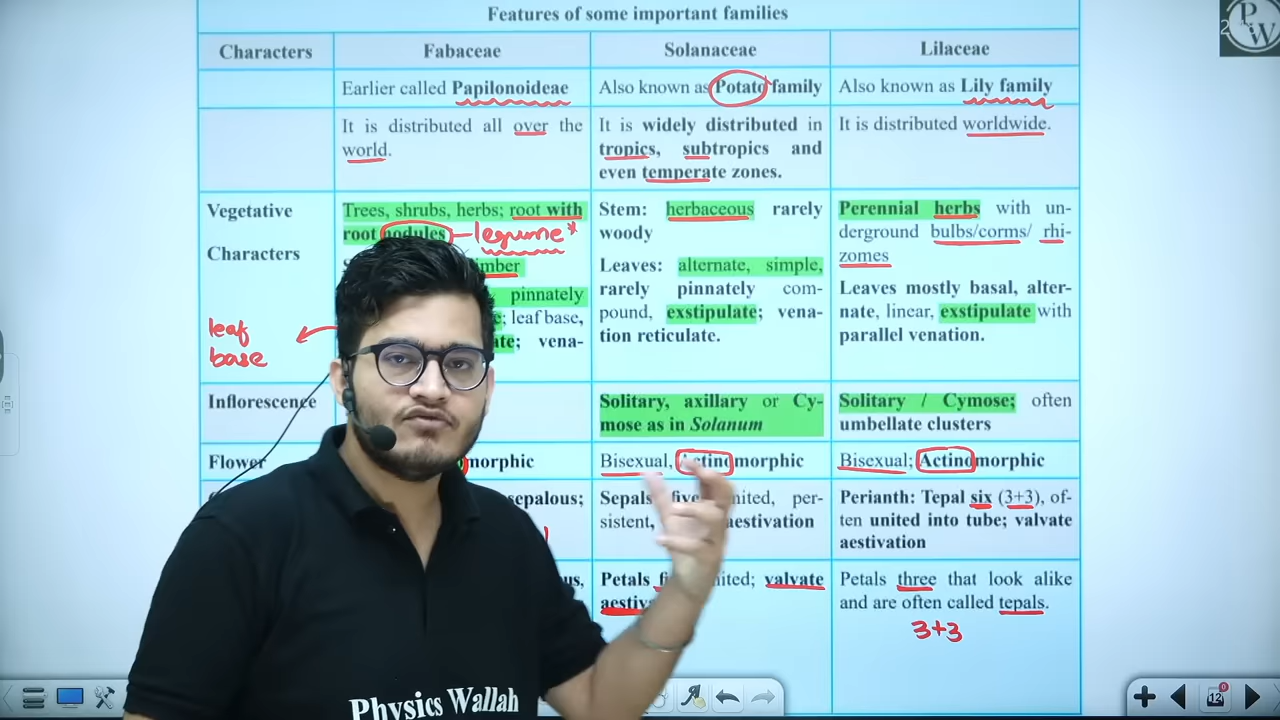 Features of some important families
Characters
Fabaceae
Solanaceae
Lilaceae
Earlier called Papilonoideae
Also known as Potato family
Also known as Lily family
It is distributed all over the
world.
It is widely distributed in
tropics, subtropics and
even temperate zones.
It is distributed worldwide.
Vegetative
Characters
Trees, shrubs, herbs; root with
root nodules
legume*
pinnately
; leaf base,
; vena-
leaf
base
Stem: herbaceous rarely
woody
Leaves: alternate, simple,
rarely pinnately com-
pound, exstipulate; vena-
tion reticulate.
Perennial herbs with un-
derground bulbs/corms/ rhi-
zomes
Leaves mostly basal, alter-
nate, linear, exstipulate with
parallel venation.
Inflorescence
Solitary, axillary or Cy-
mose as in Solanum
Solitary / Cymose; often
umbellate clusters
Flower
morphic
Bisexual, Actinomorphic
Bisexual; Actinomorphic
sepalous;
Sepals five united, per-
sistent, aestivation
Perianth: Tepal six (3+3), of-
ten united into tube; valvate
aestivation
Petals united; valvate
Petals three that look alike
and are often called tepals.
3+3
PW
Physics Wallah
12